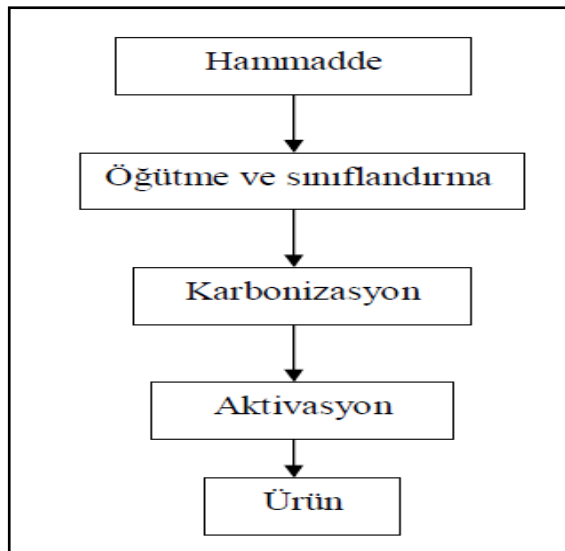 Hammadde
Öğütme ve sınıflandırma
Karbonizasyon
Aktivasyon
Ürün